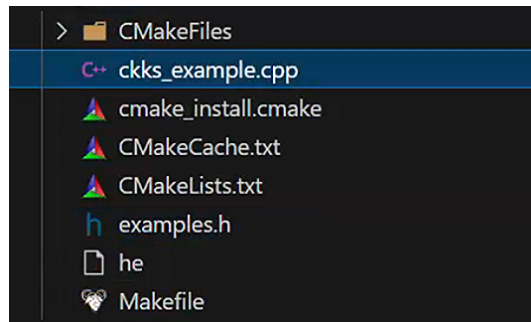 CMakeFiles
C++ ckks_example.cpp
cmake_install.cmake
CMakeCache.txt
CMakeLists.txt
h examples.h
he
Makefile